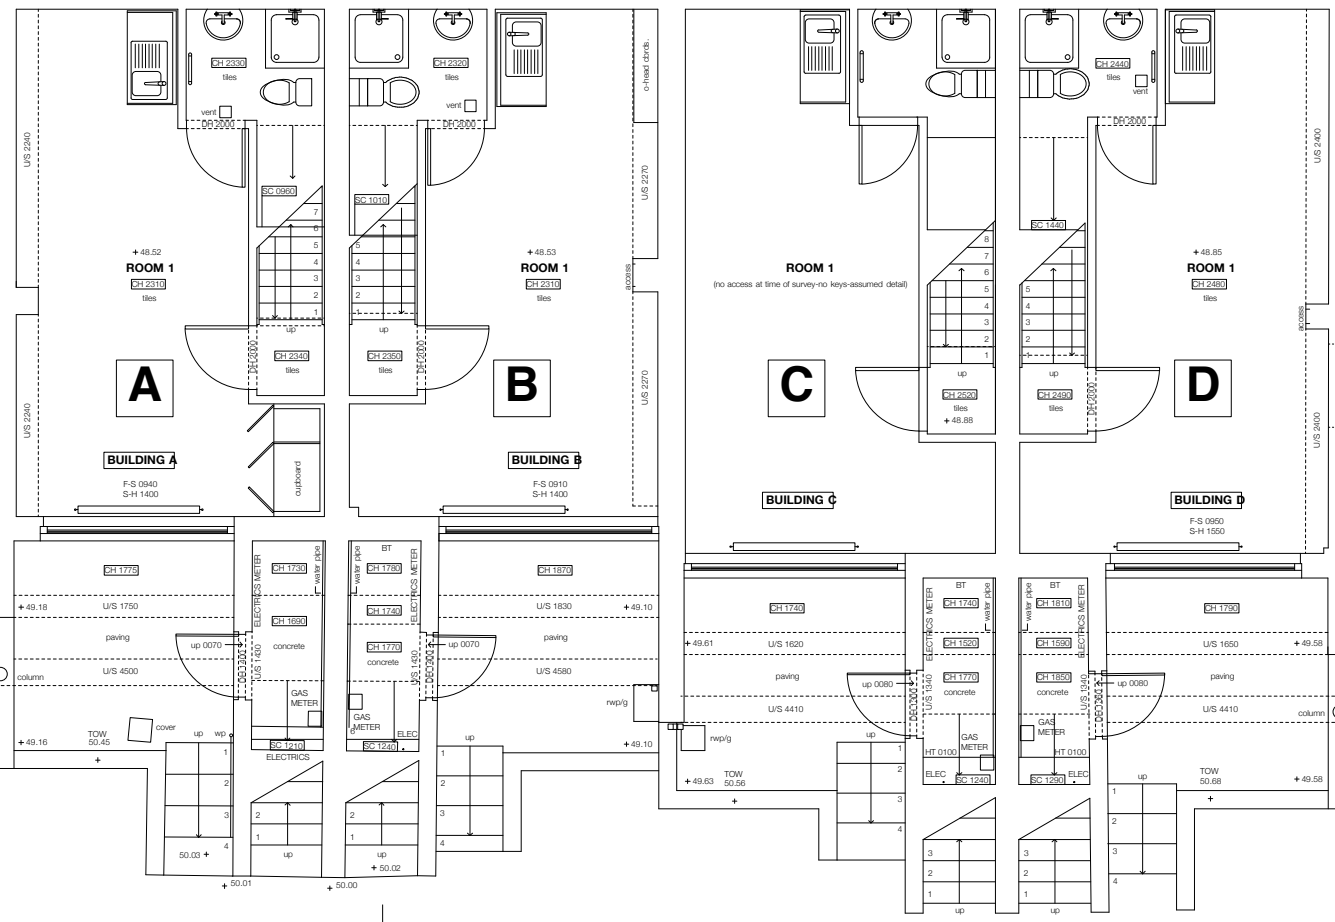 CH 2330
tiles
vent
DH 2000
U/S 2240
SC 0960
7
6
5
4
3
2
1
up
+ 48.52
ROOM 1
CH 2310
tiles
DH 2000
CH 2340
tiles
A
U/S 2240
cupboard
BUILDING A
F-S 0940
S-H 1400
CH 2320
tiles
vent
DH 2000
o-head cbrds.
SC 1010
5
4
3
2
1
up
U/S 2270
+ 48.53
ROOM 1
CH 2310
tiles
access
CH 2350
tiles
DH 2000
B
U/S 2270
BUILDING B
F-S 0910
S-H 1400
ROOM 1
(no access at time of survey-no keys-assumed detail)
8
7
6
5
4
3
2
1
up
C
CH 2520
tiles
+ 48.88
BUILDING C
CH 2440
tiles
vent
DH 2000
U/S 2400
SC 1440
5
4
3
2
1
up
+ 48.85
ROOM 1
CH 2480
tiles
access
CH 2490
tiles
DH 2000
D
U/S 2400
BUILDING D
F-S 0950
S-H 1550
CH 1775
+ 49.18
U/S 1750
paving
U/S 4500
column
cover
+ 49.16
TOW
50.45
+
up
wp
1
2
3
4
50.03 +
ELECTRICS METER
CH 1730
water pipe
CH 1690
concrete
up 0070
U/S 1430
GAS
METER
SC 1210
ELECTRICS
2
1
up
+ 50.01
+ 50.00
BT
water pipe
CH 1780
ELECTRICS METER
CH 1740
CH 1770
concrete
U/S 1430
up 0070
GAS
METER
6
ELEC
SC 1240
2
1
up
+ 50.02
CH 1870
U/S 1830
+ 49.10
paving
U/S 4580
rwp/g
+ 49.10
up
1
2
3
4
CH 1740
+ 49.61
U/S 1620
paving
U/S 4410
rwp/g
+ 49.63
TOW
50.56
+
up
1
2
3
4
up 0080
ELECTRICS METER
BT
CH 1740
water pipe
CH 1520
CH 1770
concrete
U/S 1340
GAS
METER
HT 0100
ELEC
SC 1240
3
2
1
up
BT
water pipe
CH 1810
ELECTRICS METER
CH 1590
CH 1850
concrete
U/S 1340
up 0080
GAS
METER
HT 0100
SC 1290
ELEC
3
2
1
up
CH 1790
U/S 1650
+ 49.58
paving
U/S 4410
column
TOW
50.68
+
+ 49.58
up
1
2
3
4